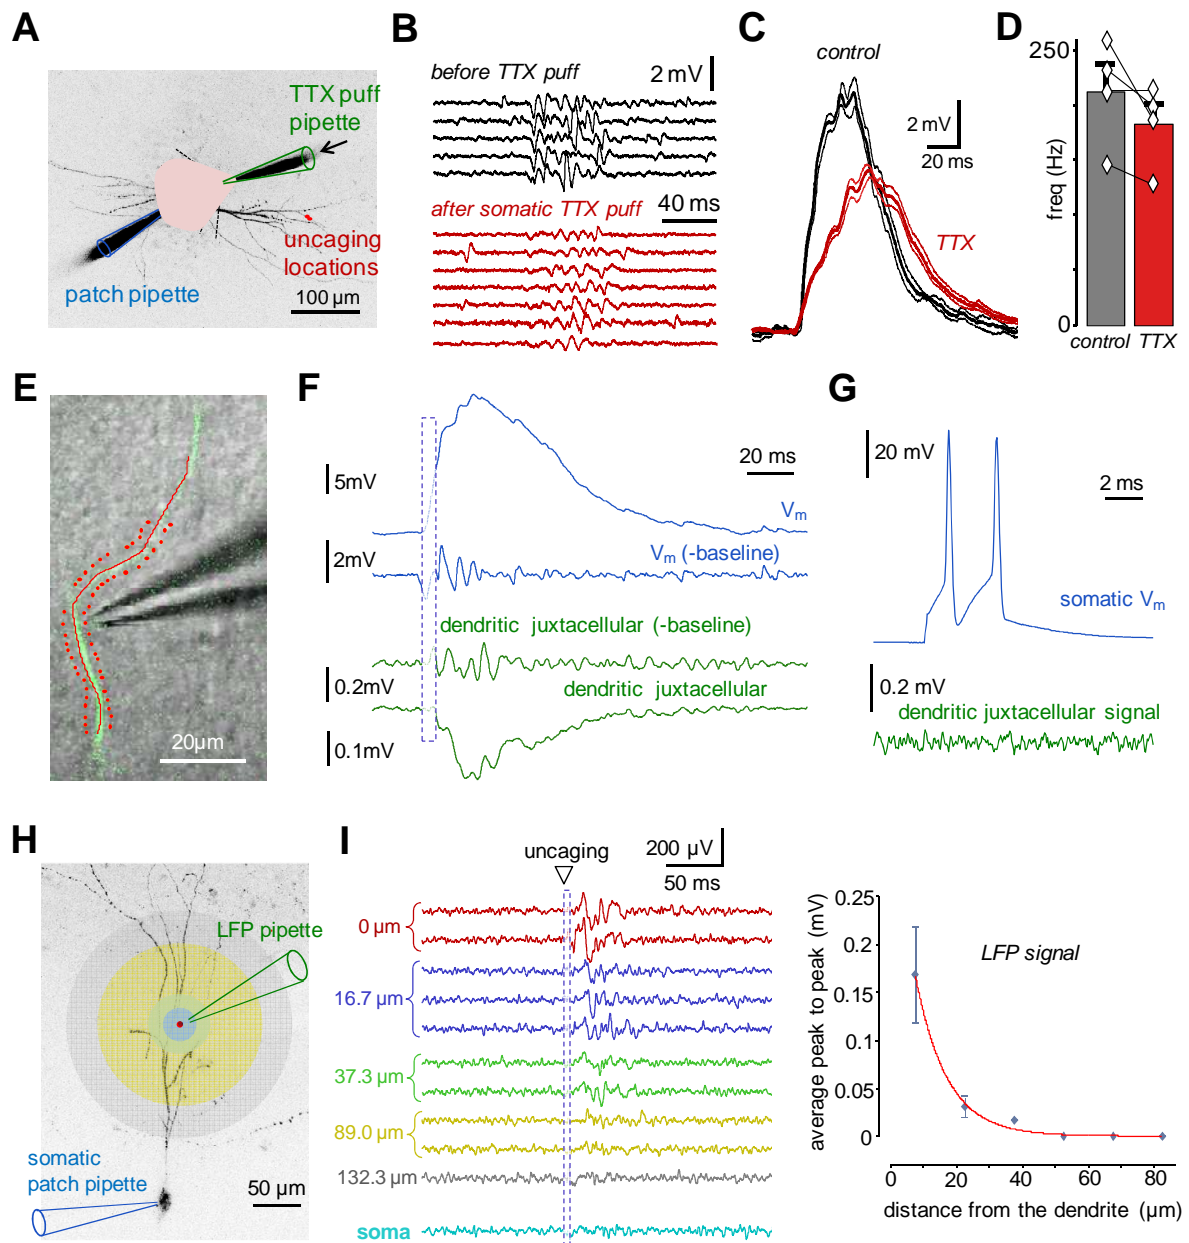 A
TTX puff
pipette
uncaging
locations
patch pipette
100 µm
B
before TTX puff
2 mV
after somatic TTX puff
40 ms
C
control
2 mV
20 ms
TTX
D
250
freq (Hz)
0
control
TTX
E
20µm
F
5mV
20 ms
Vm
2mV
Vm (-baseline)
dendritic juxtacellular (-baseline)
0.2mV
dendritic juxtacellular
0.1mV
G
20 mV
2 ms
somatic Vm
0.2 mV
dendritic juxtacellular signal
H
LFP pipette
somatic
patch pipette
50 µm
I
uncaging
200 µV
50 ms
0 µm
16.7 µm
37.3 µm
89.0 µm
132.3 µm
soma
average peak to peak (mV)
0.25
0.2
0.15
0.1
0.05
0
LFP signal
0 20 40 60 80
distance from the dendrite (µm)